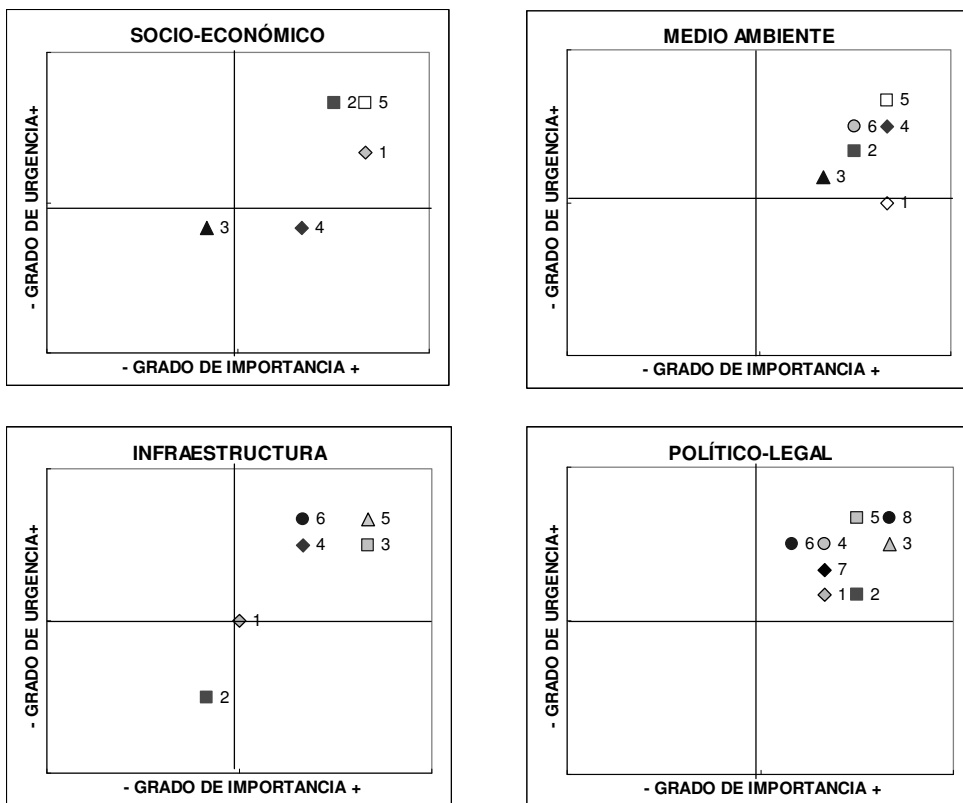 SOCIO-ECONÓMICO
- GRADO DE URGENCIA+
2 5
1
3 4
- GRADO DE IMPORTANCIA +
MEDIO AMBIENTE
- GRADO DE URGENCIA+
5
6 4
2
3
1
- GRADO DE IMPORTANCIA +
INFRAESTRUCTURA
- GRADO DE URGENCIA+
6 5
4 3
1
2
- GRADO DE IMPORTANCIA +
POLÍTICO-LEGAL
- GRADO DE URGENCIA+
5 8
6 4 3
7
1 2
- GRADO DE IMPORTANCIA +